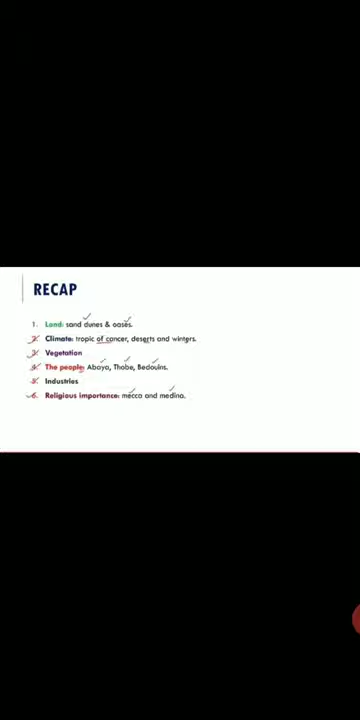 RECAP
1. Land: sand dunes & oases.
2. Climate: tropic of cancer, deserts and winters.
3. Vegetation
4. The people: Abaya, Thobe, Bedouins.
5. Industries
6. Religious importance: mecca and medina.